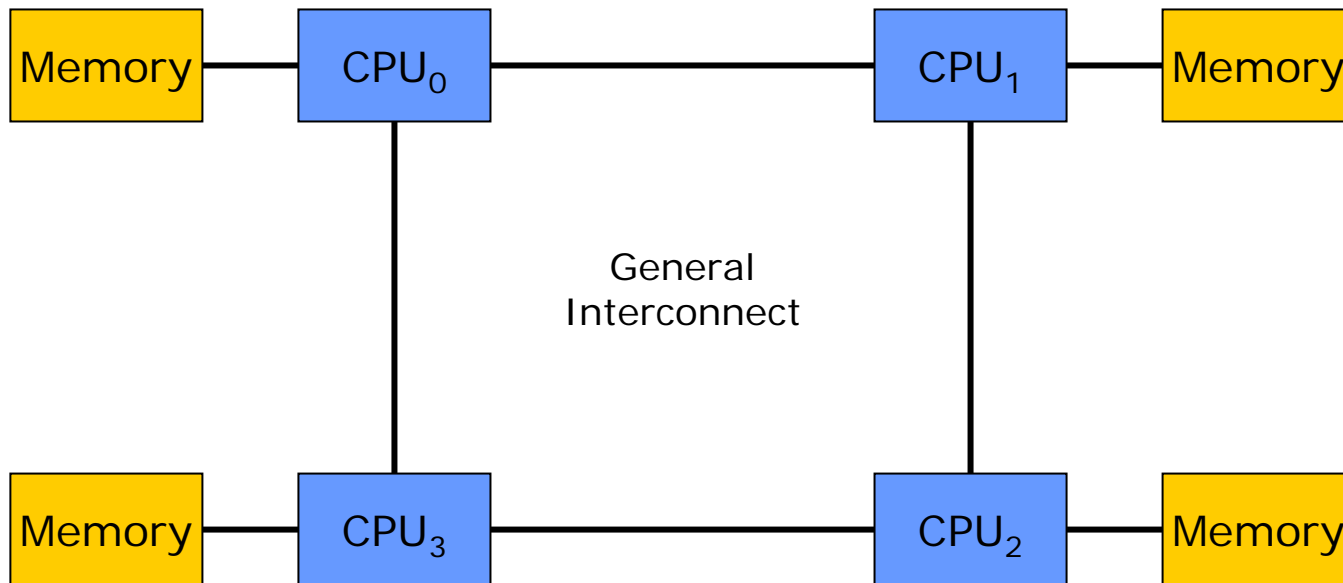 Memory CPU₀ CPU₁ Memory
General
Interconnect
Memory CPU₃ CPU₂ Memory